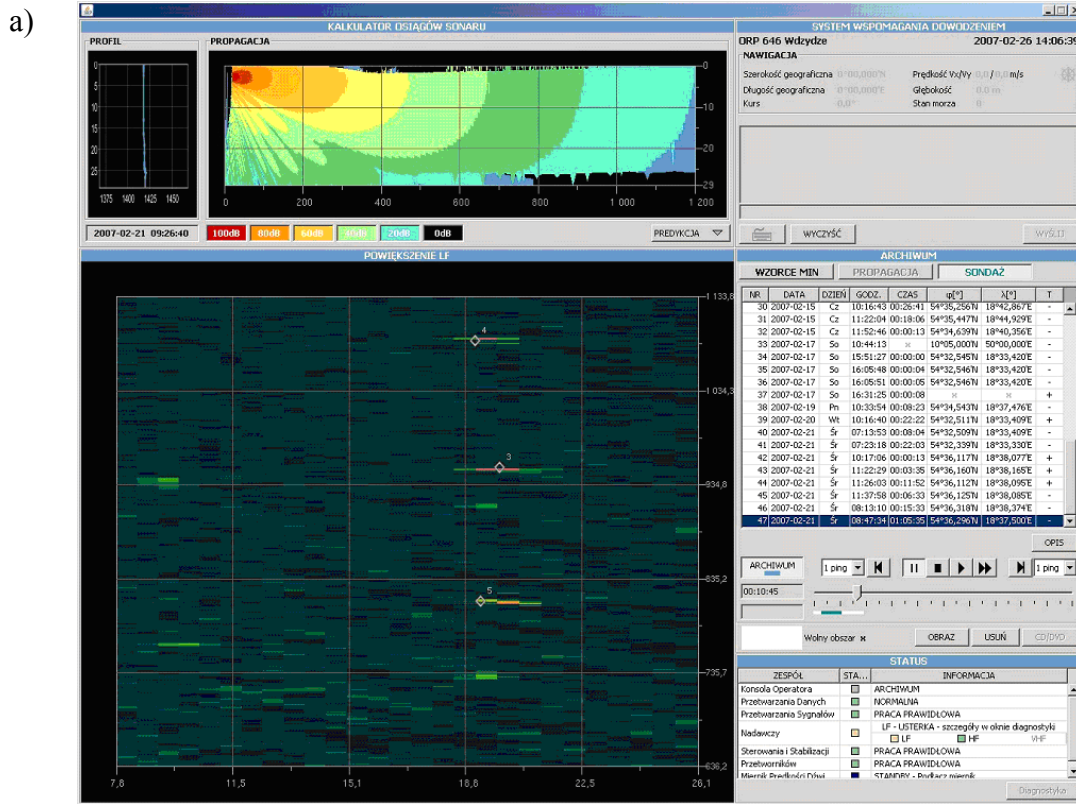 a)
KALKULATOR OSIĄGÓW SONARU
PROFIL
PROPAGACJA
0
5
10
15
20
25
1375 1400 1425 1450
0
-10
-20
-29
0 200 400 600 800 1 000 1 200
2007-02-21 09:26:40 100dB 80dB 60dB 40dB 20dB 0dB PREDYKCJA
POWIĘKSZENIE LF
1 133,8
1 034,3
934,8
835,2
735,7
636,2
4
3
5
7,8 11,5 15,1 18,8 22,5 26,1
SYSTEM WSPOMAGANIA DOWODZENIEM
ORP 646 Wdzydze 2007-02-26 14:06:39
NAWIGACJA
Szerokość geograficzna 0°00,000'N Prędkość Vx/Vy 0,0 / 0,0 m/s
Długość geograficzna 0°00,000'E Głębokość 0,0 m
Kurs 0,0° Stan morza 0
WYCZYŚĆ WYŚLIJ
ARCHIWUM
WZORCE MIN PROPAGACJA SONDAŻ
NR DATA DZIEŃ GODZ. CZAS φ[°] λ[°] T
30 2007-02-15 Cz 10:16:43 00:26:41 54°35,256'N 18°42,867'E -
31 2007-02-15 Cz 11:22:04 00:18:06 54°35,447'N 18°44,929'E -
32 2007-02-15 Cz 11:52:46 00:00:13 54°34,639'N 18°40,356'E -
33 2007-02-17 So 10:44:13 × 10°05,000'N 50°00,000'E -
34 2007-02-17 So 15:51:27 00:00:00 54°32,545'N 18°33,420'E -
35 2007-02-17 So 16:05:48 00:00:04 54°32,546'N 18°33,420'E -
36 2007-02-17 So 16:05:51 00:00:05 54°32,546'N 18°33,420'E -
37 2007-02-17 So 16:31:25 00:00:08 × × +
38 2007-02-19 Pn 10:33:54 00:08:23 54°34,543'N 18°37,476'E -
39 2007-02-20 Wt 10:16:40 00:22:22 54°32,511'N 18°33,409'E +
40 2007-02-21 Śr 07:13:53 00:08:04 54°32,509'N 18°33,409'E -
41 2007-02-21 Śr 07:23:18 00:22:03 54°32,339'N 18°33,330'E -
42 2007-02-21 Śr 10:17:06 00:00:13 54°36,117'N 18°38,077'E +
43 2007-02-21 Śr 11:22:29 00:03:35 54°36,160'N 18°38,165'E +
44 2007-02-21 Śr 11:26:03 00:11:52 54°36,112'N 18°38,095'E +
45 2007-02-21 Śr 11:37:58 00:06:33 54°36,125'N 18°38,085'E -
46 2007-02-21 Śr 08:13:10 00:15:33 54°36,318'N 18°38,374'E -
47 2007-02-21 Śr 08:47:34 01:05:35 54°36,296'N 18°37,500'E -
OPIS
ARCHIWUM 1 ping 1 ping
00:10:45
Wolny obszar × OBRAZ USUŃ CD/DVD
STATUS
ZESPÓŁ STA... INFORMACJA
Konsola Operatora ARCHIWUM
Przetwarzania Danych NORMALNA
Przetwarzania Sygnałów PRACA PRAWIDŁOWA
Nadawczy LF - USTERKA - szczegóły w oknie diagnostyki
LF HF VHF
Sterowania i Stabilizacji PRACA PRAWIDŁOWA
Przetworników PRACA PRAWIDŁOWA
Miernik Prędkości Dźwi STANDBY - Podłącz miernik
Diagnostyka